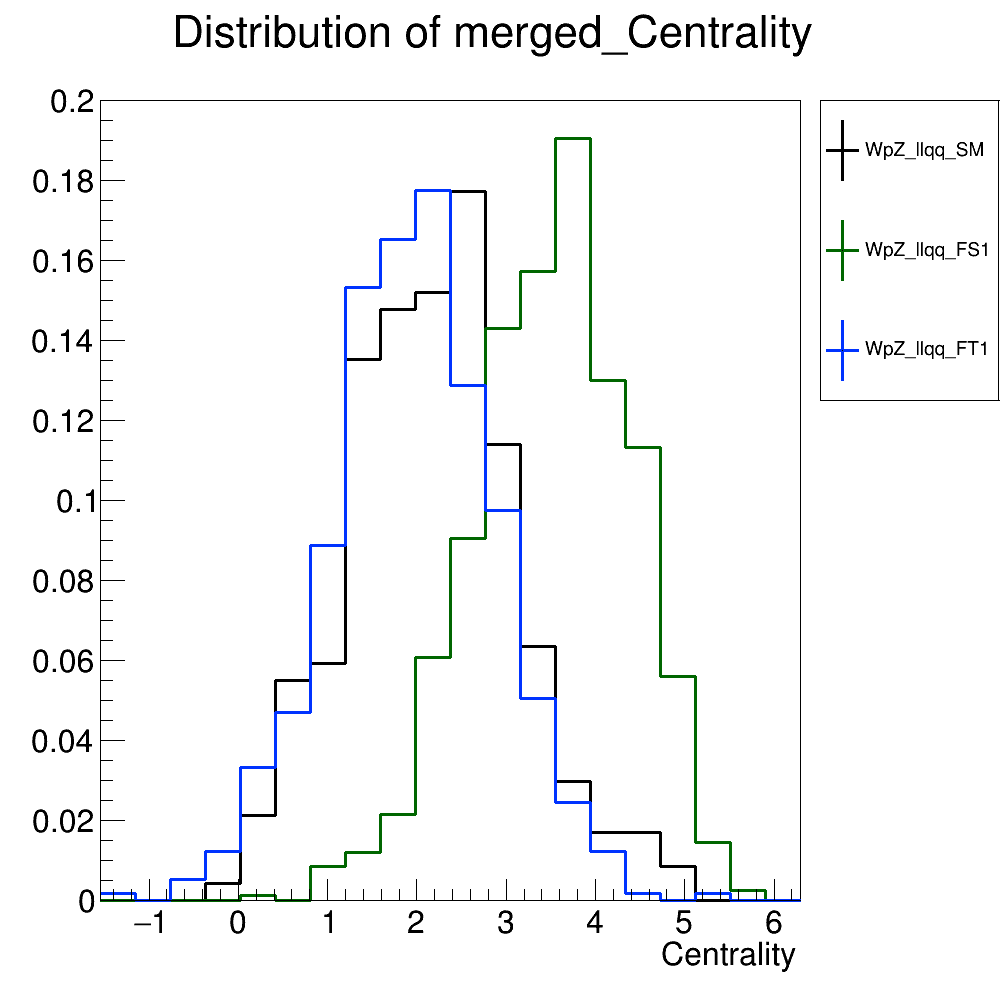 Distribution of merged_Centrality
0.2
0.18
0.16
0.14
0.12
0.1
0.08
0.06
0.04
0.02
0
−1 0 1 2 3 4 5 6
Centrality
WpZ_llqq_SM
WpZ_llqq_FS1
WpZ_llqq_FT1